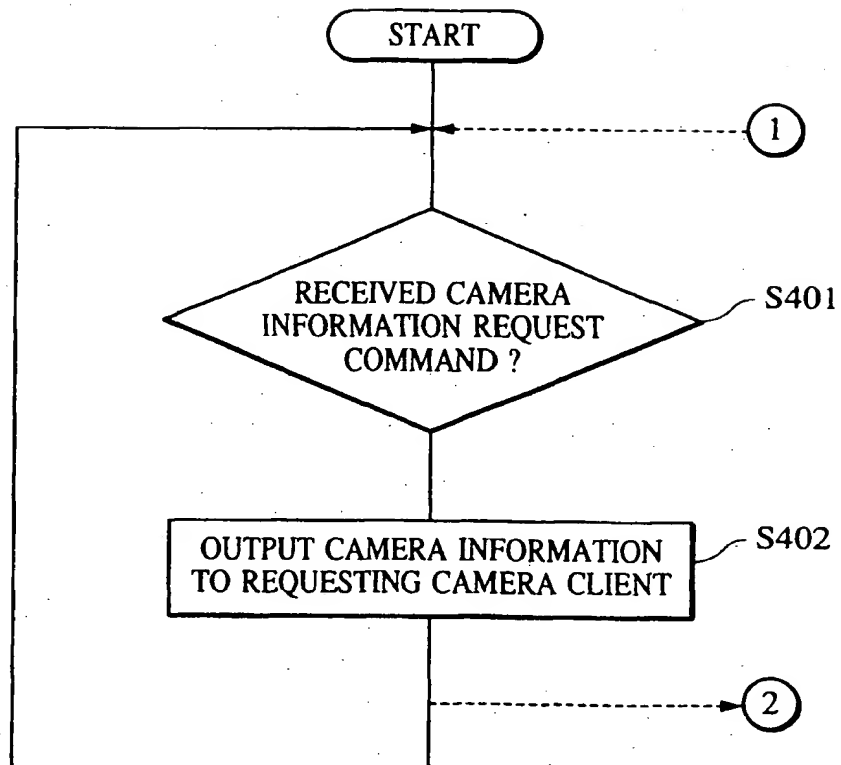 START
1
RECEIVED CAMERA
INFORMATION REQUEST
COMMAND ?
S401
OUTPUT CAMERA INFORMATION
TO REQUESTING CAMERA CLIENT
S402
2